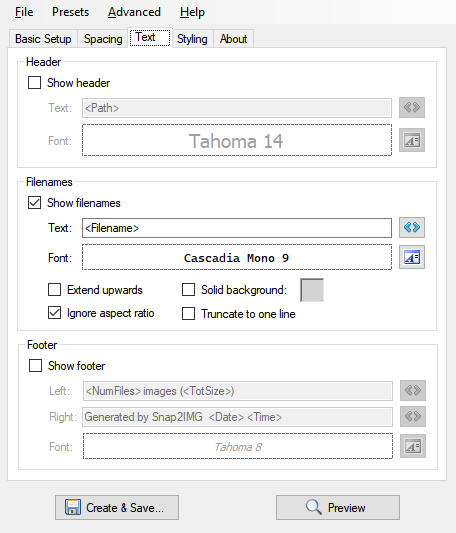 File Presets Advanced Help
Basic Setup Spacing Text Styling About
Header
Show header
Text: <Path>
Font: Tahoma 14
Filenames
Show filenames
Text: <Filename>
Font: Cascadia Mono 9
Extend upwards Solid background:
Ignore aspect ratio Truncate to one line
Footer
Show footer
Left: <NumFiles> images (<TotSize>)
Right: Generated by Snap2IMG <Date> <Time>
Font: Tahoma 8
Create & Save... Preview